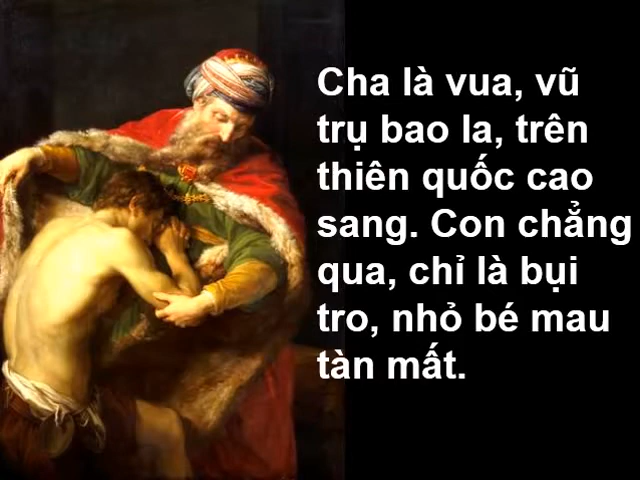 Cha là vua, vũ
trụ bao la, trên
thiên quốc cao
sang. Con chẳng
qua, chỉ là bụi
tro, nhỏ bé mau
tàn mất.